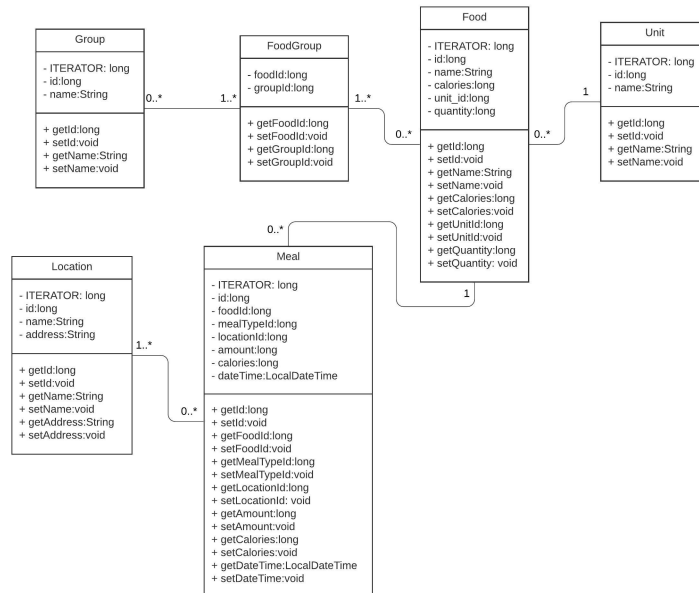 Group
- ITERATOR: long
- id:long
- name:String
+ getId:long
+ setId:void
+ getName:String
+ setName:void
0..*
1..*
FoodGroup
- foodId:long
- groupId:long
+ getFoodId:long
+ setFoodId:void
+ getGroupId:long
+ setGroupId:void
1..*
0..*
Food
- ITERATOR: long
- id:long
- name:String
- calories:long
- unit_id:long
- quantity:long
+ getId:long
+ setId:void
+ getName:String
+ setName:void
+ getCalories:long
+ setCalories:void
+ getUnitId:long
+ setUnitId:void
+ getQuantity:long
+ setQuantity: void
0..*
1
Unit
- ITERATOR: long
- id:long
- name:String
+ getId:long
+ setId:void
+ getName:String
+ setName:void
0..*
1
Location
- ITERATOR: long
- id:long
- name:String
- address:String
+ getId:long
+ setId:void
+ getName:String
+ setName:void
+ getAddress:String
+ setAddress:void
1..*
0..*
Meal
- ITERATOR: long
- id:long
- foodId:long
- mealTypeId:long
- locationId:long
- amount:long
- calories:long
- dateTime:LocalDateTime
+ getId:long
+ setId:void
+ getFoodId:long
+ setFoodId:void
+ getMealTypeId:long
+ setMealTypeId:void
+ getLocationId:long
+ setLocationId: void
+ getAmount:long
+ setAmount:void
+ getCalories:long
+ setCalories:void
+ getDateTime:LocalDateTime
+ setDateTime:void